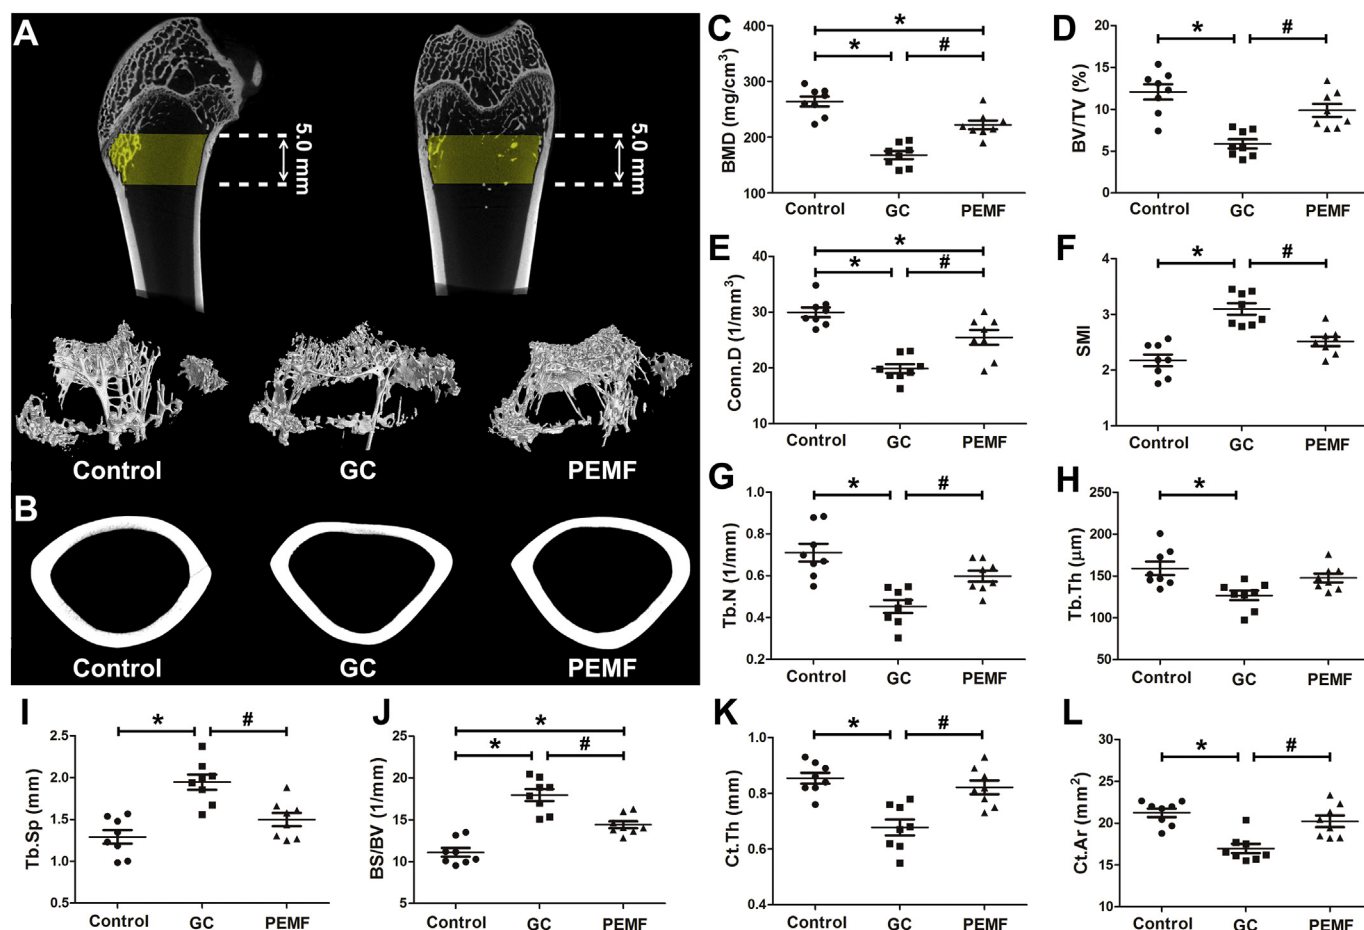 A
5.0 mm
5.0 mm
Control GC PEMF
B
Control GC PEMF
C
* * #
BMD (mg/cm³)
400
300
200
100
Control GC PEMF
D
* #
BV/TV (%)
20
15
10
5
0
Control GC PEMF
E
* * #
Conn.D (1/mm³)
40
30
20
10
Control GC PEMF
F
* #
SMI
4
3
2
1
Control GC PEMF
G
* #
Tb.N (1/mm)
1.0
0.8
0.6
0.4
0.2
Control GC PEMF
H
*
Tb.Th (μm)
250
200
150
100
50
Control GC PEMF
I
* #
Tb.Sp (mm)
2.5
2.0
1.5
1.0
0.5
Control GC PEMF
J
* * #
BS/BV (1/mm)
25
20
15
10
5
Control GC PEMF
K
* #
Ct.Th (mm)
1.0
0.8
0.6
0.4
Control GC PEMF
L
* #
Ct.Ar (mm²)
30
25
20
15
10
Control GC PEMF